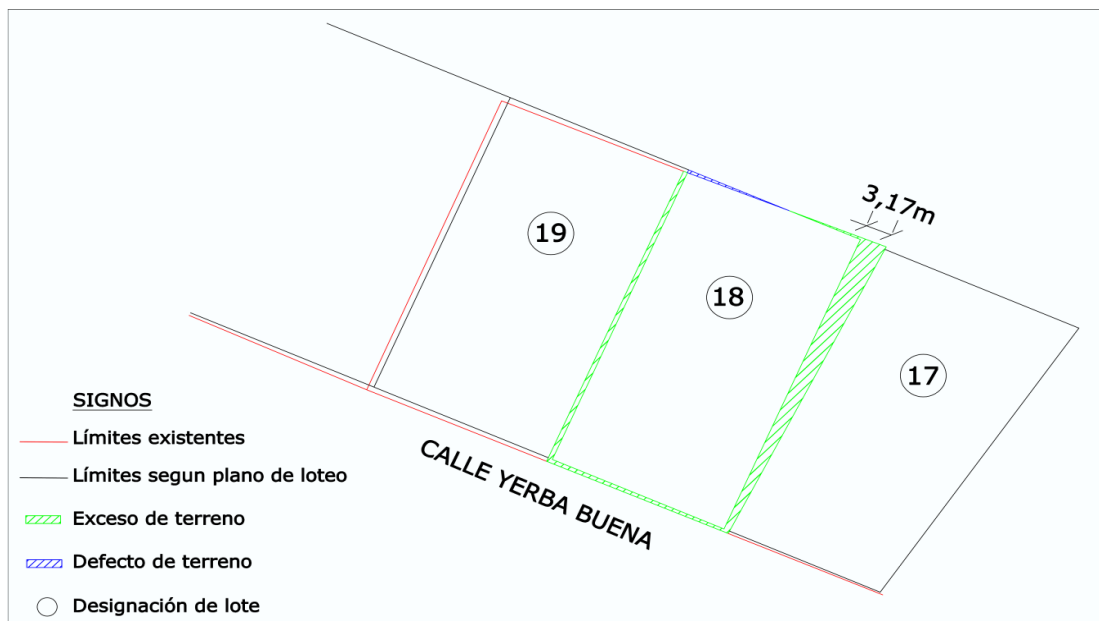 3,17m
19
18
17
CALLE YERBA BUENA
SIGNOS
Límites existentes
Límites segun plano de loteo
Exceso de terreno
Defecto de terreno
Designación de lote